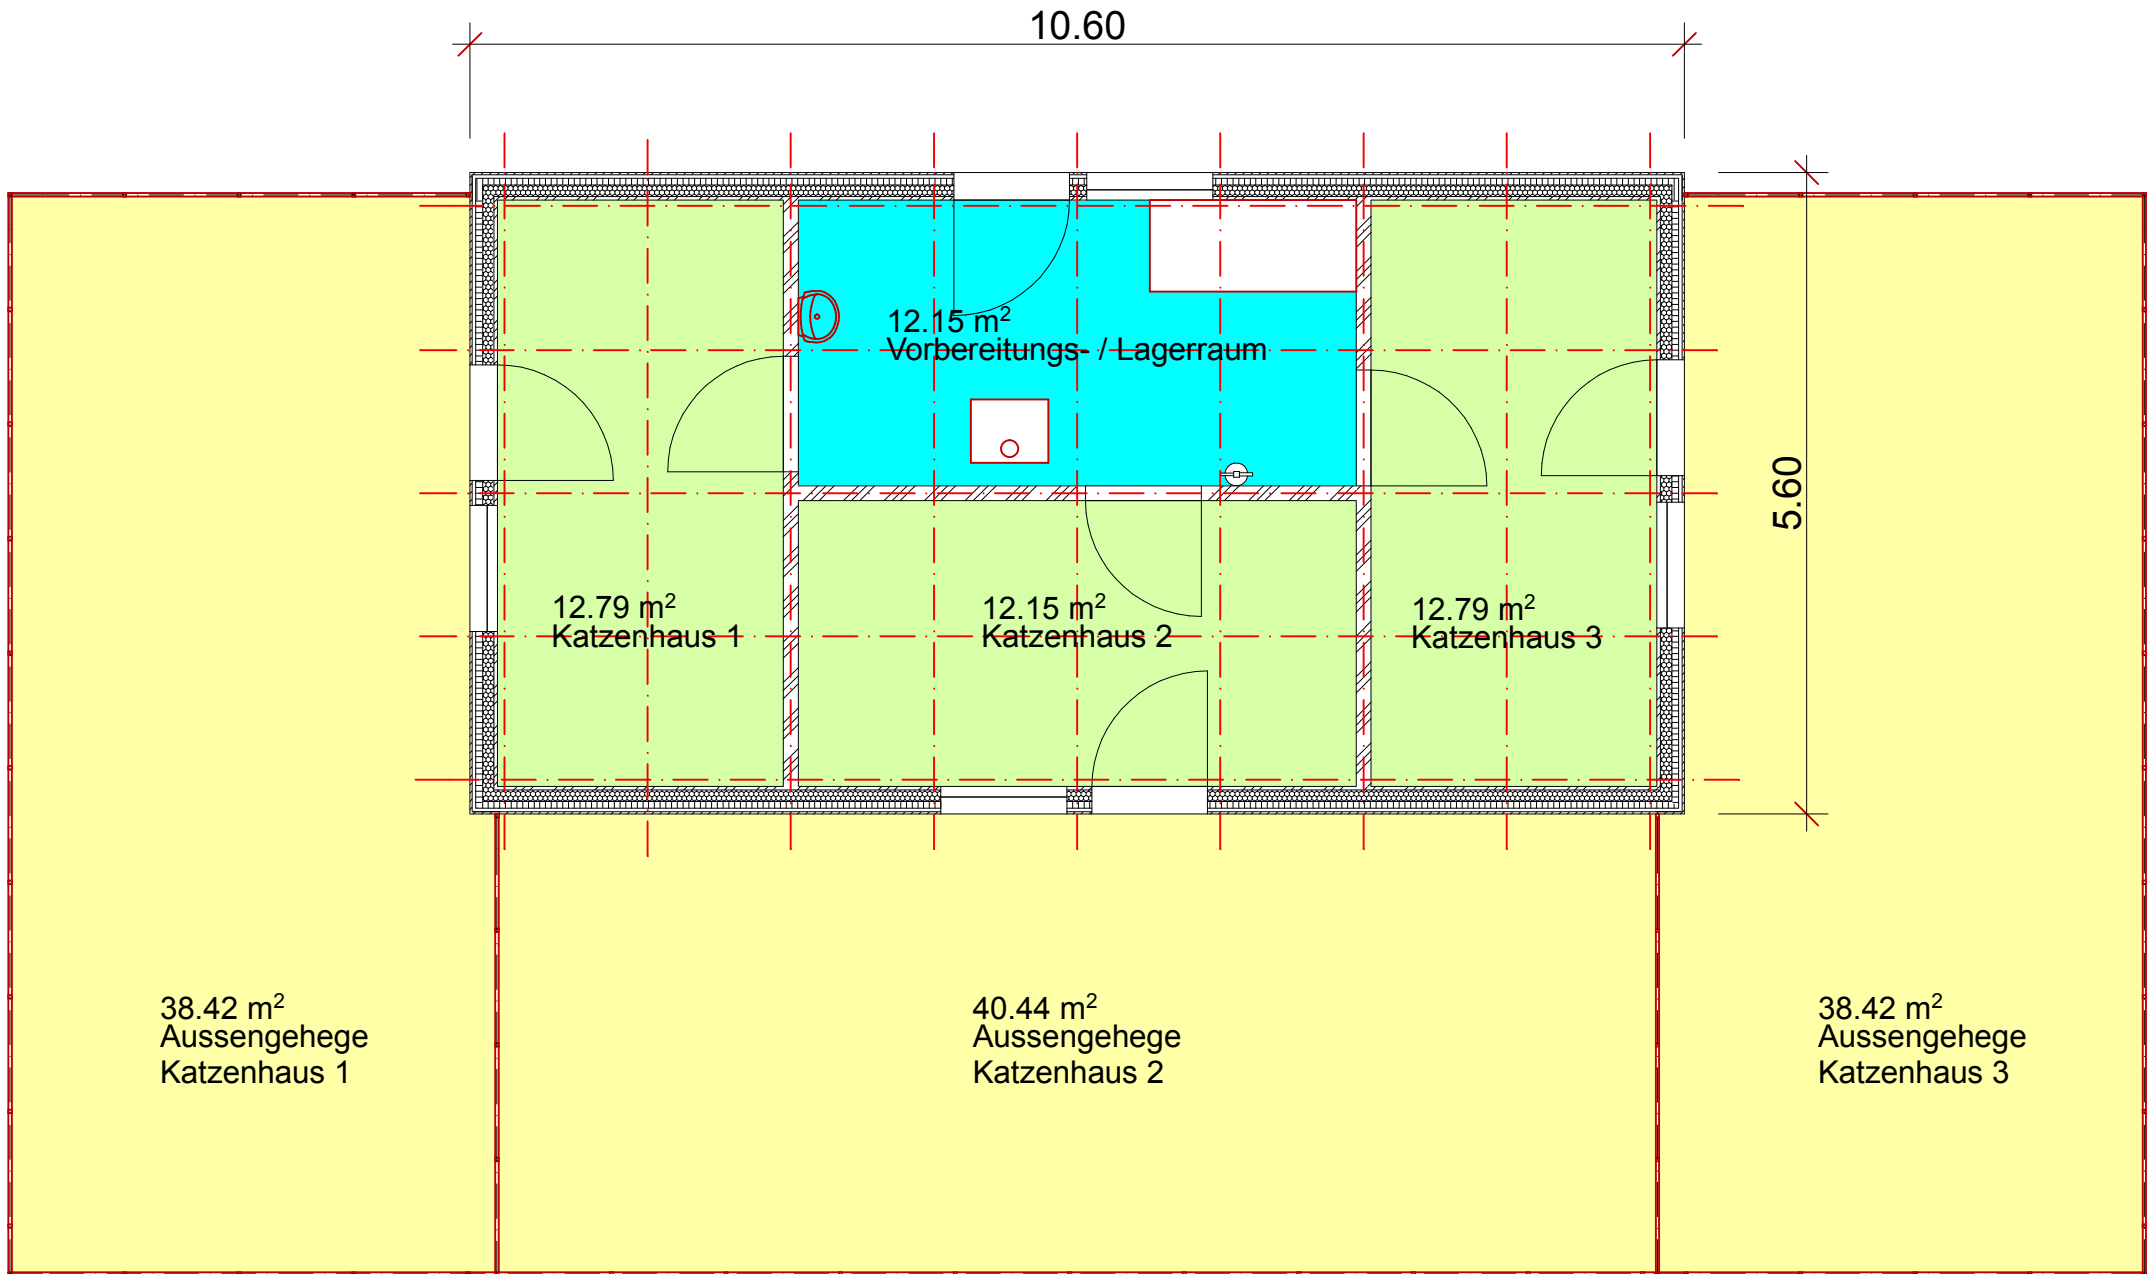 10.60
12.15 m²
Vorbereitungs- / Lagerraum
5.60
12.79 m²
Katzenhaus 1
12.15 m²
Katzenhaus 2
12.79 m²
Katzenhaus 3
38.42 m²
Aussengehege
Katzenhaus 1
40.44 m²
Aussengehege
Katzenhaus 2
38.42 m²
Aussengehege
Katzenhaus 3